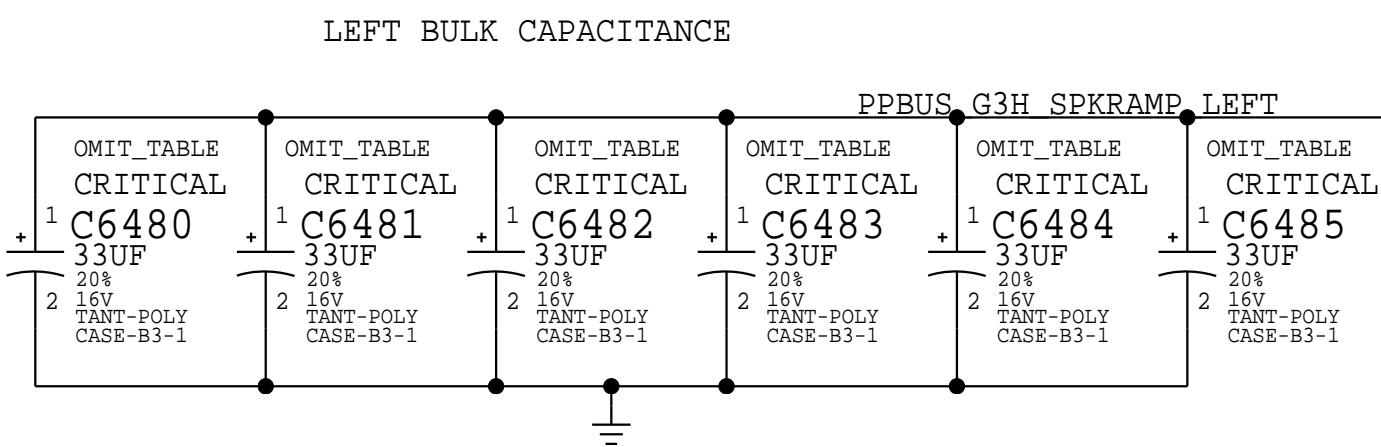 LEFT BULK CAPACITANCE
PPBUS_G3H_SPKRAMP_LEFT
OMIT_TABLE OMIT_TABLE OMIT_TABLE OMIT_TABLE OMIT_TABLE OMIT_TABLE
CRITICAL CRITICAL CRITICAL CRITICAL CRITICAL CRITICAL
+ 1 C6480 + 1 C6481 + 1 C6482 + 1 C6483 + 1 C6484 + 1 C6485
33UF 33UF 33UF 33UF 33UF 33UF
20% 20% 20% 20% 20% 20%
2 16V 2 16V 2 16V 2 16V 2 16V 2 16V
TANT-POLY TANT-POLY TANT-POLY TANT-POLY TANT-POLY TANT-POLY
CASE-B3-1 CASE-B3-1 CASE-B3-1 CASE-B3-1 CASE-B3-1 CASE-B3-1